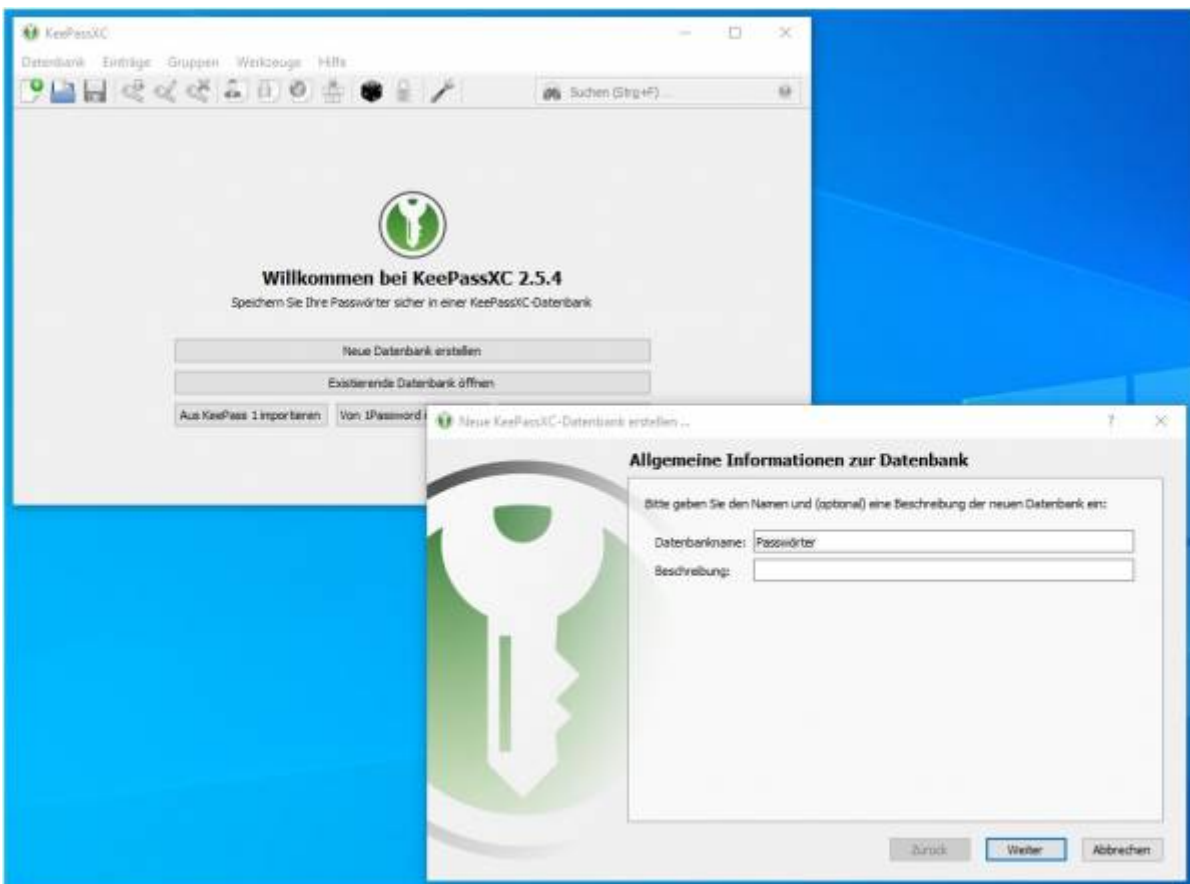 KeePassXC
Datenbank Einträge Gruppen Werkzeuge Hilfe
Suchen (Strg+F)...
Willkommen bei KeePassXC 2.5.4
Speichern Sie Ihre Passwörter sicher in einer KeePassXC-Datenbank
Neue Datenbank erstellen
Existierende Datenbank öffnen
Aus KeePass 1 importieren Von 1Password
Neue KeePassXC-Datenbank erstellen ...
Allgemeine Informationen zur Datenbank
Bitte geben Sie den Namen und (optional) eine Beschreibung der neuen Datenbank ein:
Datenbankname: Passwörter
Beschreibung:
Zurück Weiter Abbrechen